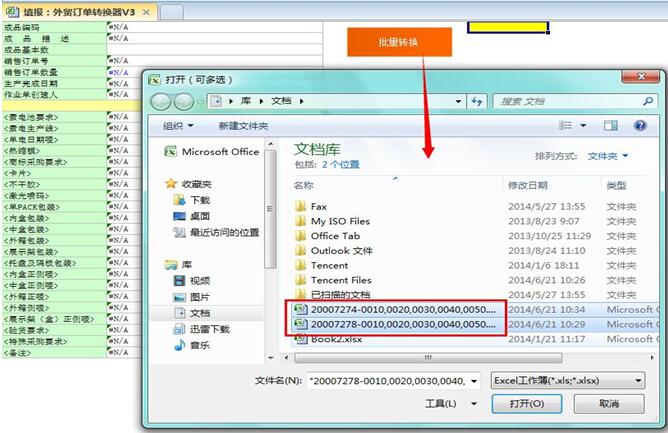 填报：外贸订单转换器V3
成品编码 #N/A
成 品 描 述 #N/A
成品基本数
销售订单号 #N/A
销售订单数量 #N/A
生产完成日期 #N/A
作业单创建人 #N/A
批量转换
<素电池要求> #N/A
<素电生产线> #N/A
<单电日期唛> #N/A
<热缩膜> #N/A
<商标采购要求> #N/A
<卡片> #N/A
<不干胶> #N/A
<激光喷码> #N/A
<单PACK包装> #N/A
<内盒包装> #N/A
<中盒包装> #N/A
<外箱包装> #N/A
<展示架包装> #N/A
<托盘及隔板包装> #N/A
<内盒正侧唛> #N/A
<中盒正侧唛> #N/A
<外箱正唛> #N/A
<外箱侧唛> #N/A
<展示架（盒）正侧唛> #N/A
<验货要求> #N/A
<特殊采购要求> #N/A
<备注> #N/A
打开（可多选）
库 文档
搜索 文档
组织 新建文件夹
Microsoft Office
收藏夹
下载
桌面
最近访问的位置
库
视频
图片
文档
迅雷下载
音乐
文档库
包括: 2 个位置
排列方式: 文件夹
名称 修改日期 类型
Fax 2014/5/27 13:55 文件夹
My ISO Files 2013/8/23 9:07 文件夹
Office Tab 2013/10/25 11:29 文件夹
Outlook 文件 2013/8/24 11:10 文件夹
Tencent 2014/1/6 18:11 文件夹
Tencent Files 2014/6/21 10:26 文件夹
已扫描的文档 2014/5/27 13:55 文件夹
20007274-0010,0020,0030,0040,0050.... 2014/6/21 10:34 Microsoft
20007278-0010,0020,0030,0040,0050.... 2014/6/21 10:29 Microsoft
Book2.xlsx 2014/1/21 11:17 Microsoft
文件名(N): "20007278-0010,0020,0030,0040, Excel工作簿(*.xls;*.xlsx)
工具(L) 打开(O) 取消